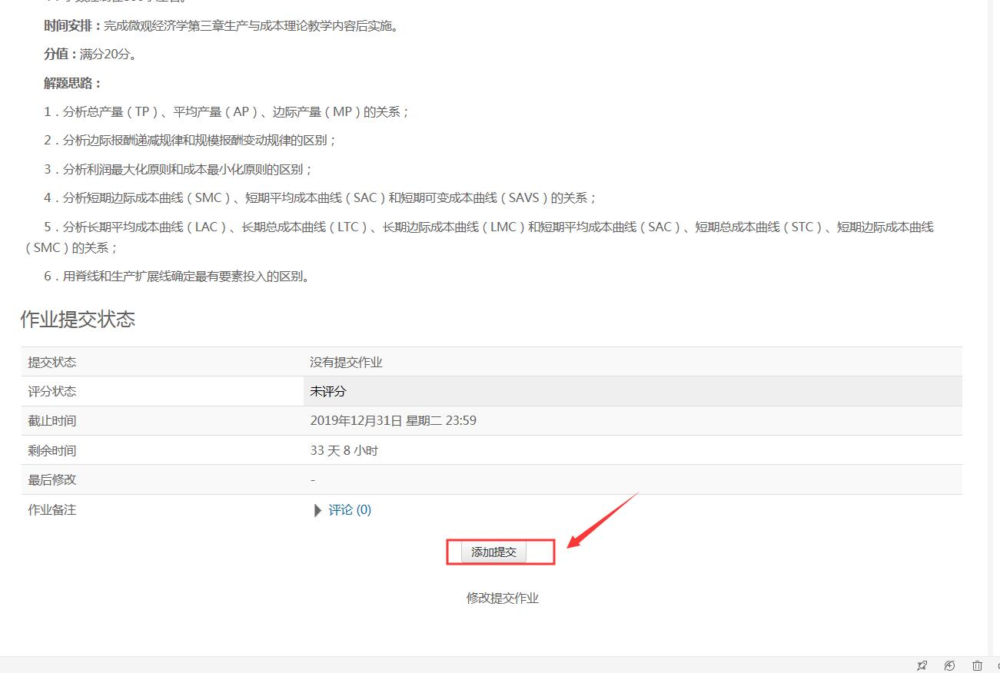 时间安排：完成微观经济学第三章生产与成本理论教学内容后实施。
分值：满分20分。
解题思路：
1．分析总产量（TP）、平均产量（AP）、边际产量（MP）的关系；
2．分析边际报酬递减规律和规模报酬变动规律的区别；
3．分析利润最大化原则和成本最小化原则的区别；
4．分析短期边际成本曲线（SMC）、短期平均成本曲线（SAC）和短期可变成本曲线（SAVS）的关系；
5．分析长期平均成本曲线（LAC）、长期总成本曲线（LTC）、长期边际成本曲线（LMC）和短期平均成本曲线（SAC）、短期总成本曲线（STC）、短期边际成本曲线
（SMC）的关系；
6．用脊线和生产扩展线确定最有要素投入的区别。
作业提交状态
提交状态 没有提交作业
评分状态 未评分
截止时间 2019年12月31日 星期二 23:59
剩余时间 33 天 8 小时
最后修改 -
作业备注 评论 (0)
添加提交
修改提交作业